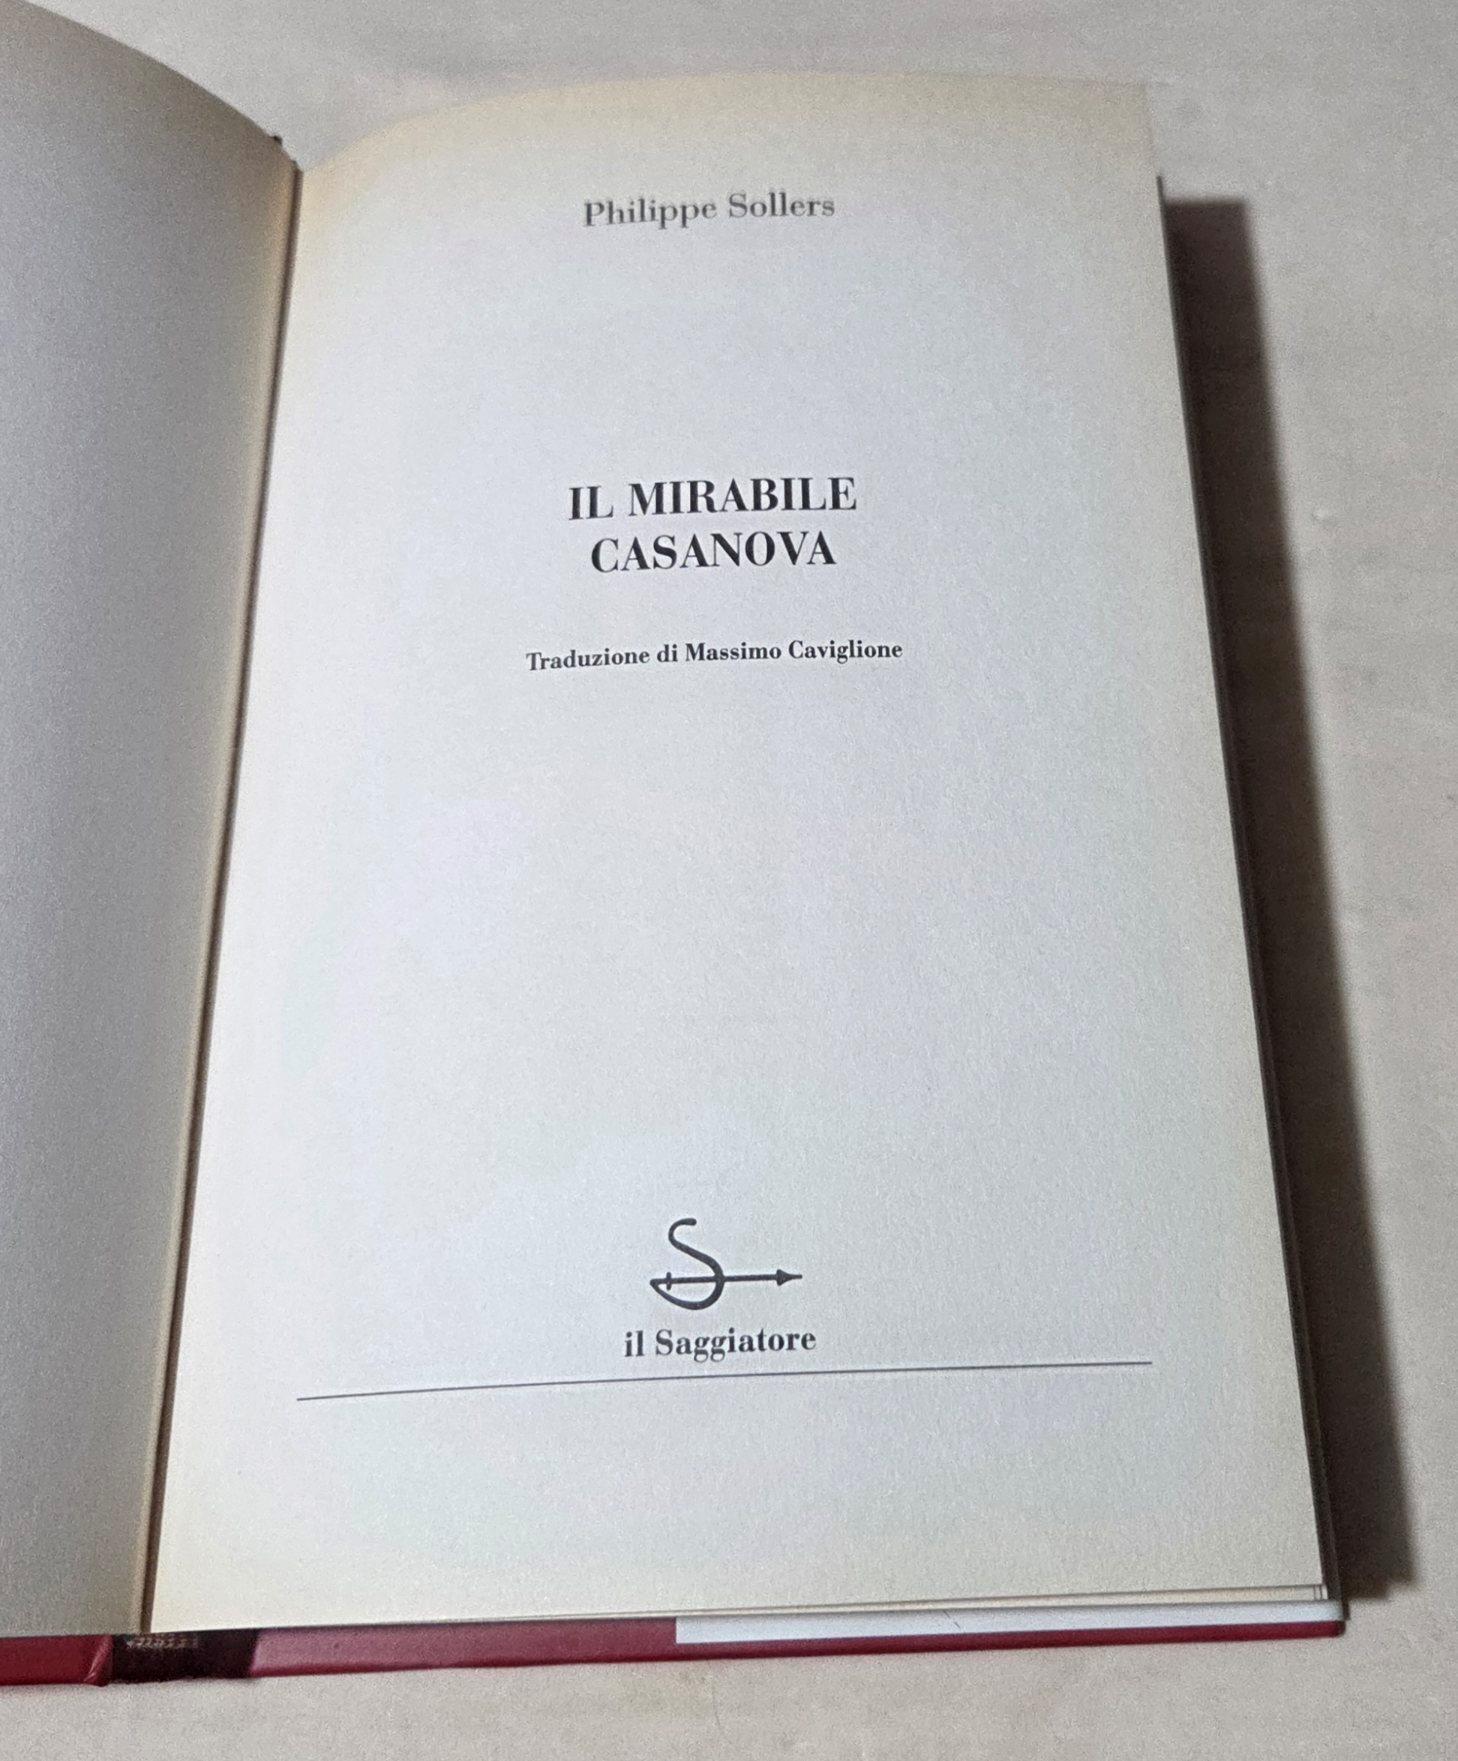 Philippe Sollers
IL MIRABILE
CASANOVA
Traduzione di Massimo Caviglione
il Saggiatore